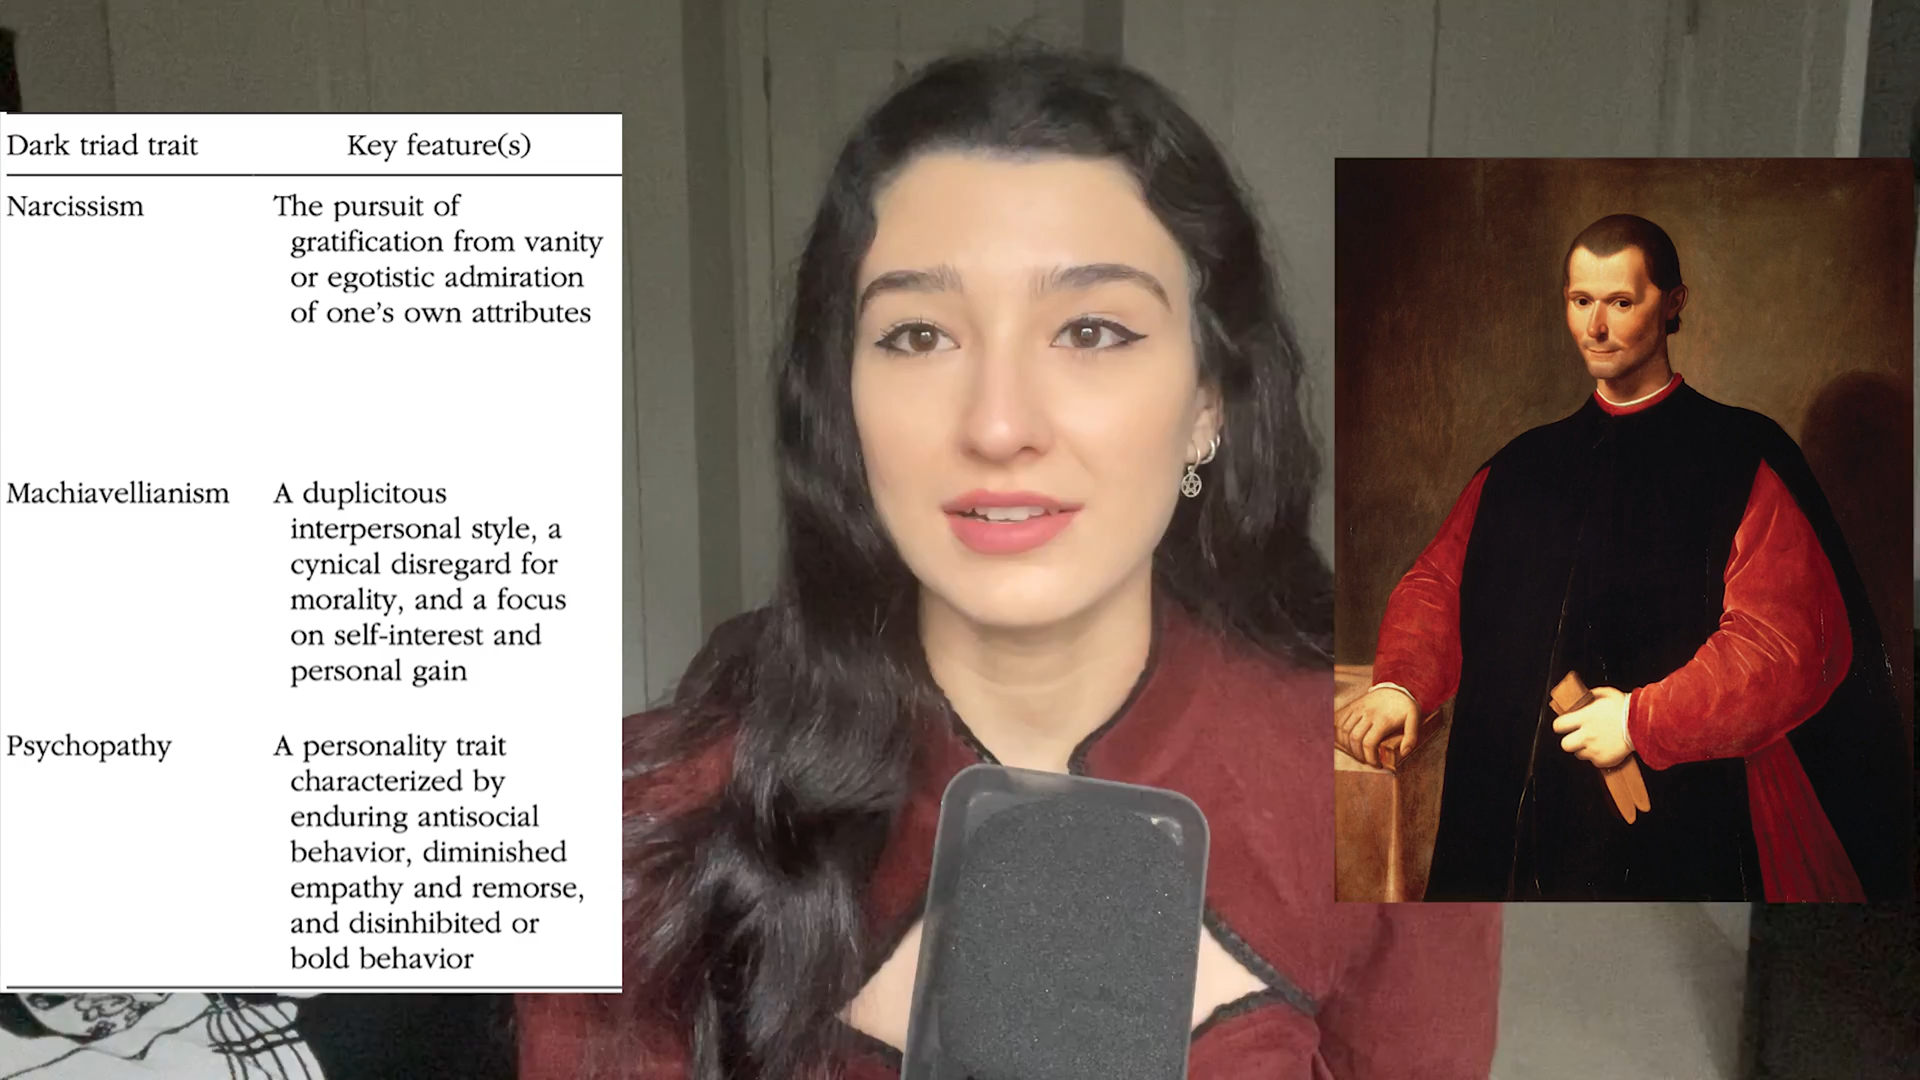 Dark triad trait Key feature(s)
Narcissism The pursuit of
gratification from vanity
or egotistic admiration
of one's own attributes
Machiavellianism A duplicitous
interpersonal style, a
cynical disregard for
morality, and a focus
on self-interest and
personal gain
Psychopathy A personality trait
characterized by
enduring antisocial
behavior, diminished
empathy and remorse,
and disinhibited or
bold behavior